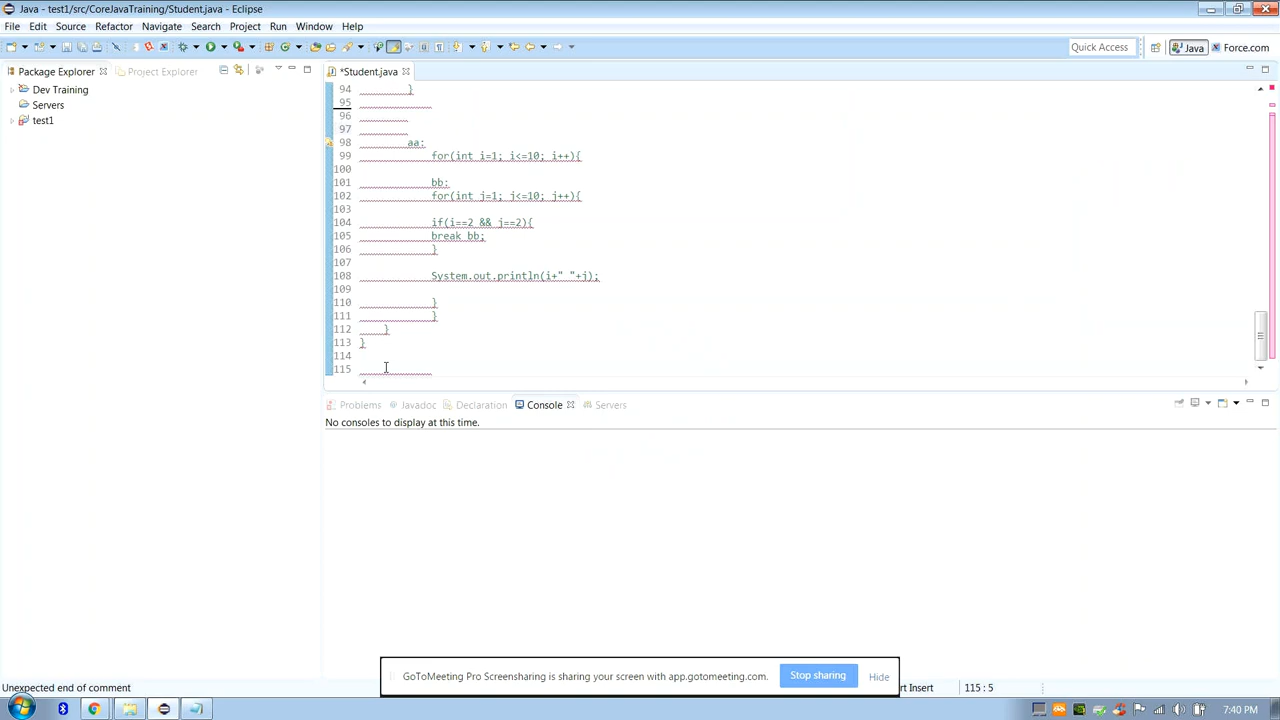 Java - test1/src/CoreJavaTraining/Student.java - Eclipse
File Edit Source Refactor Navigate Search Project Run Window Help
Quick Access Java Force.com
Package Explorer Project Explorer
*Student.java
Dev Training
Servers
test1
94 }
95
96
97
98 aa:
99 for(int i=1; i<=10; i++){
100
101 bb:
102 for(int j=1; j<=10; j++){
103
104 if(i==2 && j==2){
105 break bb;
106 }
107
108 System.out.println(i+" "+j);
109
110 }
111 }
112 }
113 }
114
115
Problems Javadoc Declaration Console Servers
No consoles to display at this time.
GoToMeeting Pro Screensharing is sharing your screen with app.gotomeeting.com. Stop sharing Hide
Unexpected end of comment rt Insert 115 : 5
7:40 PM